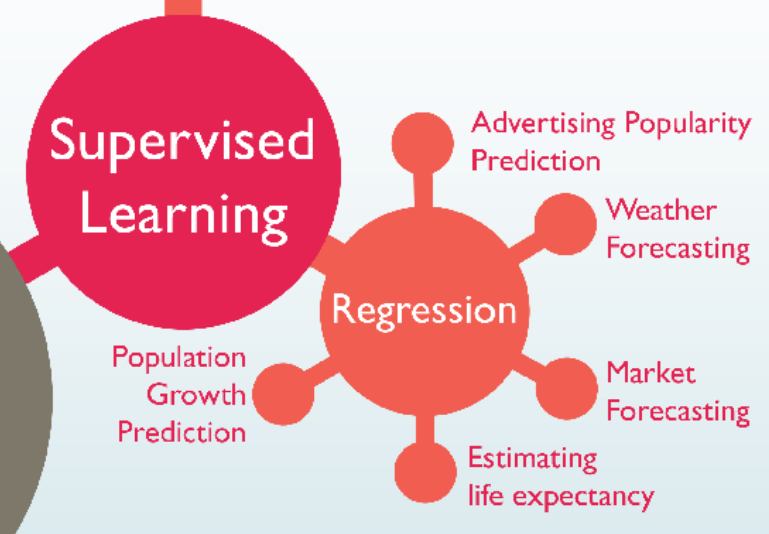 Supervised
Learning
Regression
Advertising Popularity
Prediction
Weather
Forecasting
Market
Forecasting
Estimating
life expectancy
Population
Growth
Prediction